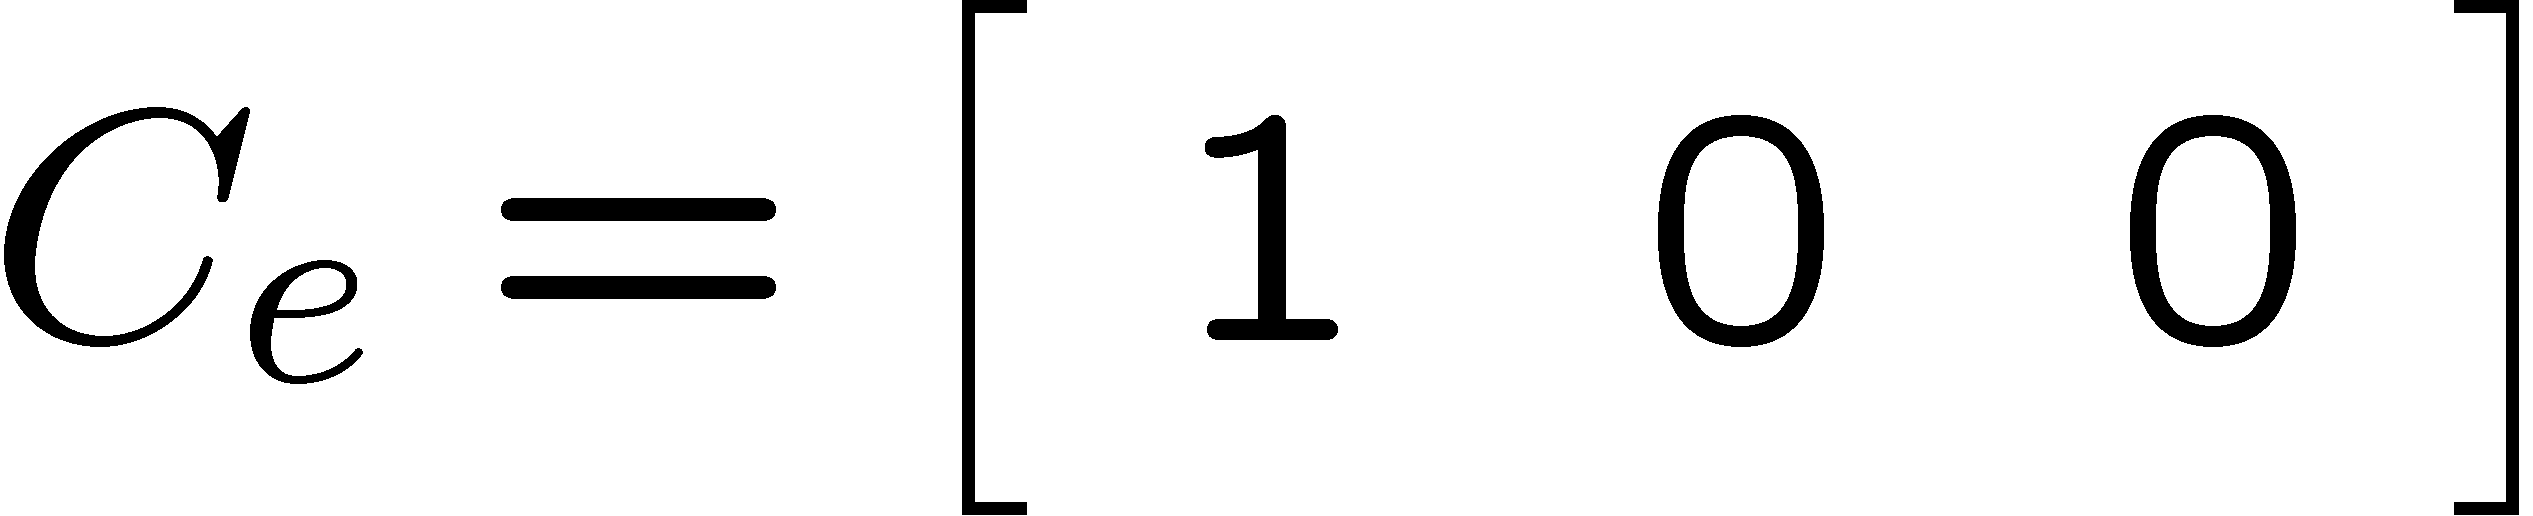 C_e = [ 1 0 0 ]